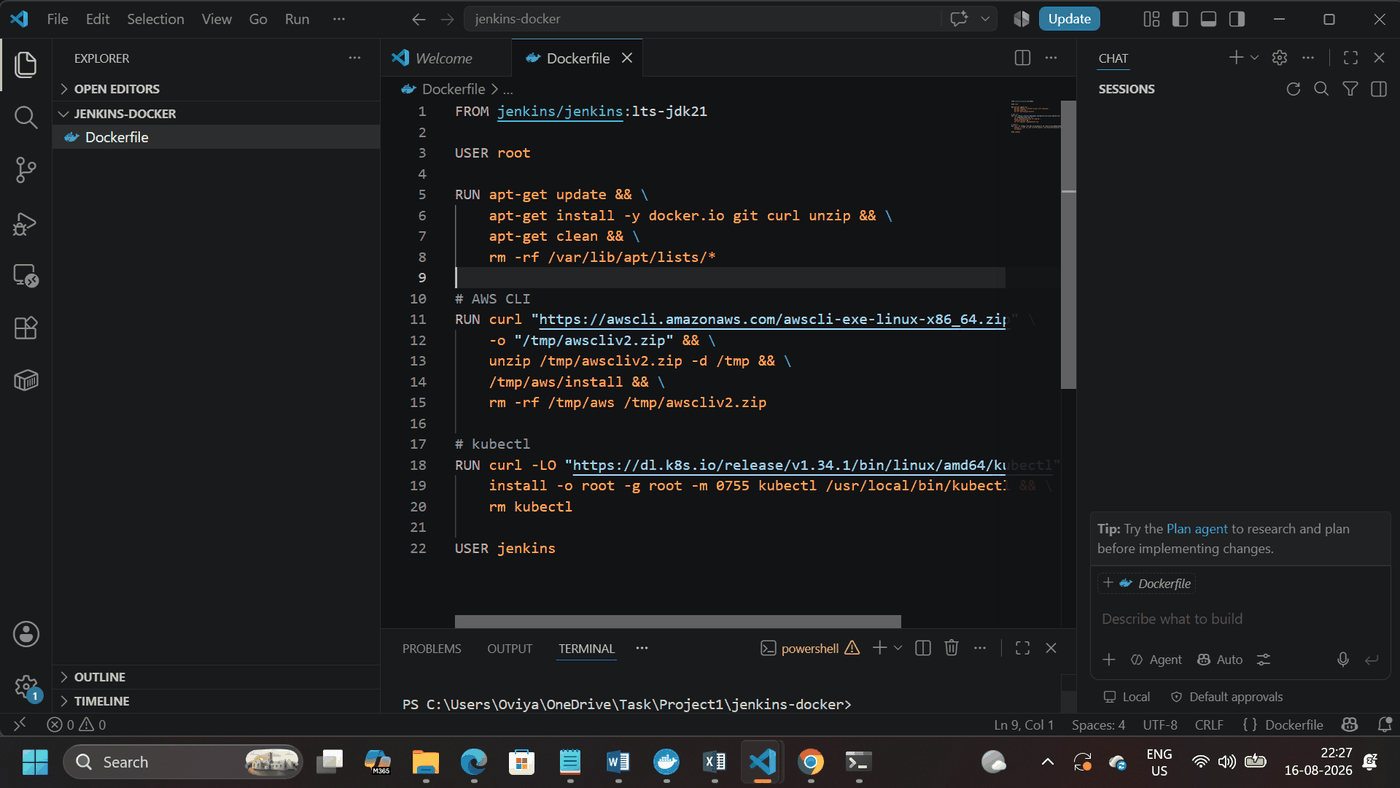 File Edit Selection View Go Run ··· jenkins-docker Update
EXPLORER ···
OPEN EDITORS
JENKINS-DOCKER
Dockerfile
OUTLINE
TIMELINE
Welcome Dockerfile
Dockerfile > ...
1 FROM jenkins/jenkins:lts-jdk21
2
3 USER root
4
5 RUN apt-get update && \
6 apt-get install -y docker.io git curl unzip && \
7 apt-get clean && \
8 rm -rf /var/lib/apt/lists/*
9
10 # AWS CLI
11 RUN curl "https://awscli.amazonaws.com/awscli-exe-linux-x86_64.zip" \
12 -o "/tmp/awscliv2.zip" && \
13 unzip /tmp/awscliv2.zip -d /tmp && \
14 /tmp/aws/install && \
15 rm -rf /tmp/aws /tmp/awscliv2.zip
16
17 # kubectl
18 RUN curl -LO "https://dl.k8s.io/release/v1.34.1/bin/linux/amd64/kubectl"
19 install -o root -g root -m 0755 kubectl /usr/local/bin/kubectl && \
20 rm kubectl
21
22 USER jenkins
PROBLEMS OUTPUT TERMINAL ··· powershell ···
PS C:\Users\Oviya\OneDrive\Task\Project1\jenkins-docker>
CHAT ···
SESSIONS
Tip: Try the Plan agent to research and plan
before implementing changes.
Dockerfile
Describe what to build
Agent Auto
Local Default approvals
1
0 0 Ln 9, Col 1 Spaces: 4 UTF-8 CRLF { } Dockerfile
Search M365 ENG
US 22:27
16-08-2026